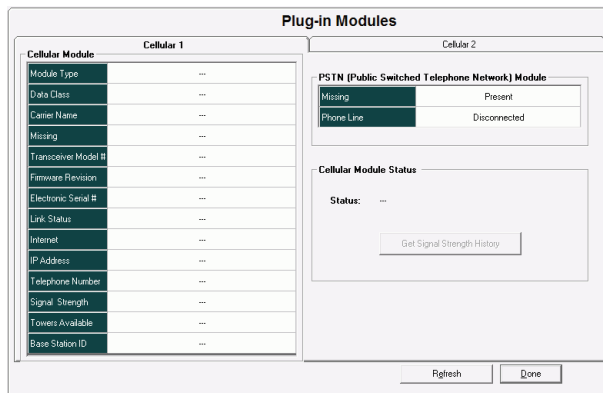 Plug-in Modules
Cellular 1
Cellular 2
Cellular Module
Module Type ---
Data Class ---
Carrier Name ---
Missing ---
Transceiver Model # ---
Firmware Revision ---
Electronic Serial # ---
Link Status ---
Internet ---
IP Address ---
Telephone Number ---
Signal Strength ---
Towers Available ---
Base Station ID ---
PSTN (Public Switched Telephone Network) Module
Missing Present
Phone Line Disconnected
Cellular Module Status
Status: ---
Get Signal Strength History
Refresh
Done